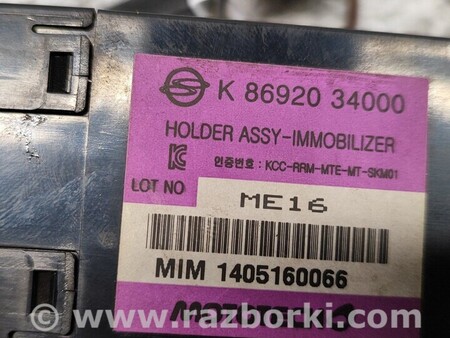 K 86920 34000
HOLDER ASSY-IMMOBILIZER
인증번호 : KCC-RRM-MTE-MT-SKM01
LOT NO
ME16
MIM 1405160066
© www.razborki.com